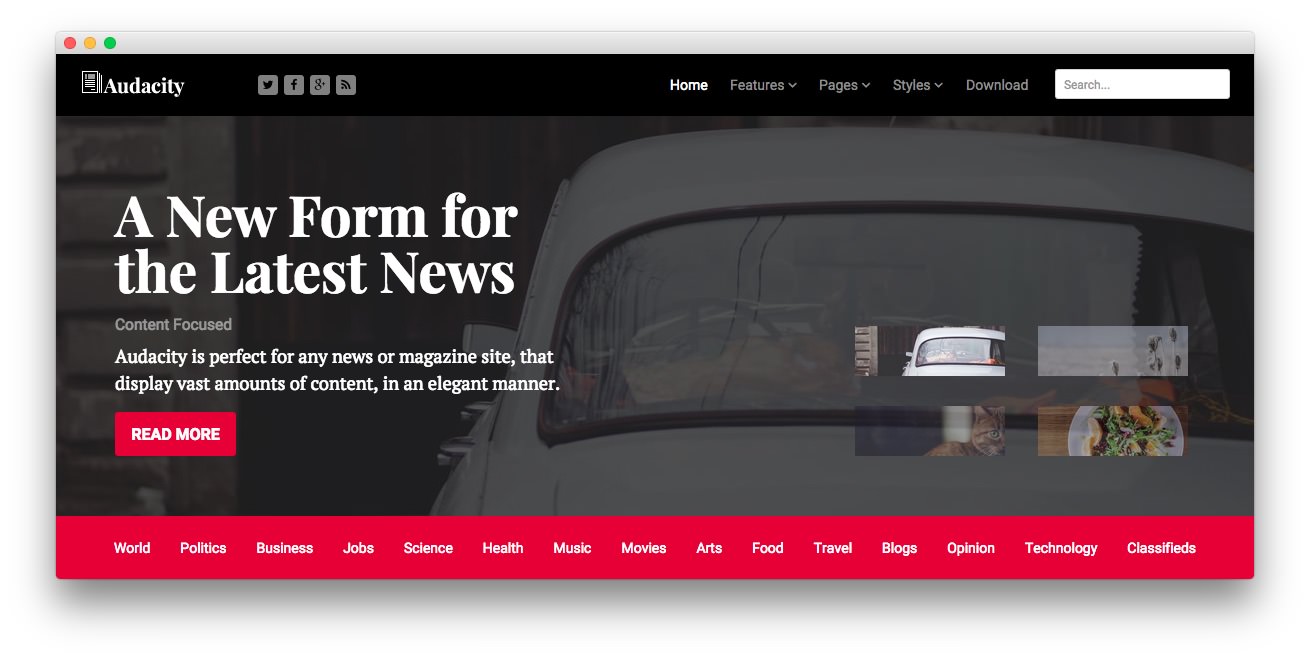 Audacity
Home Features Pages Styles Download Search...
A New Form for
the Latest News
Content Focused
Audacity is perfect for any news or magazine site, that
display vast amounts of content, in an elegant manner.
READ MORE
World Politics Business Jobs Science Health Music Movies Arts Food Travel Blogs Opinion Technology Classifieds